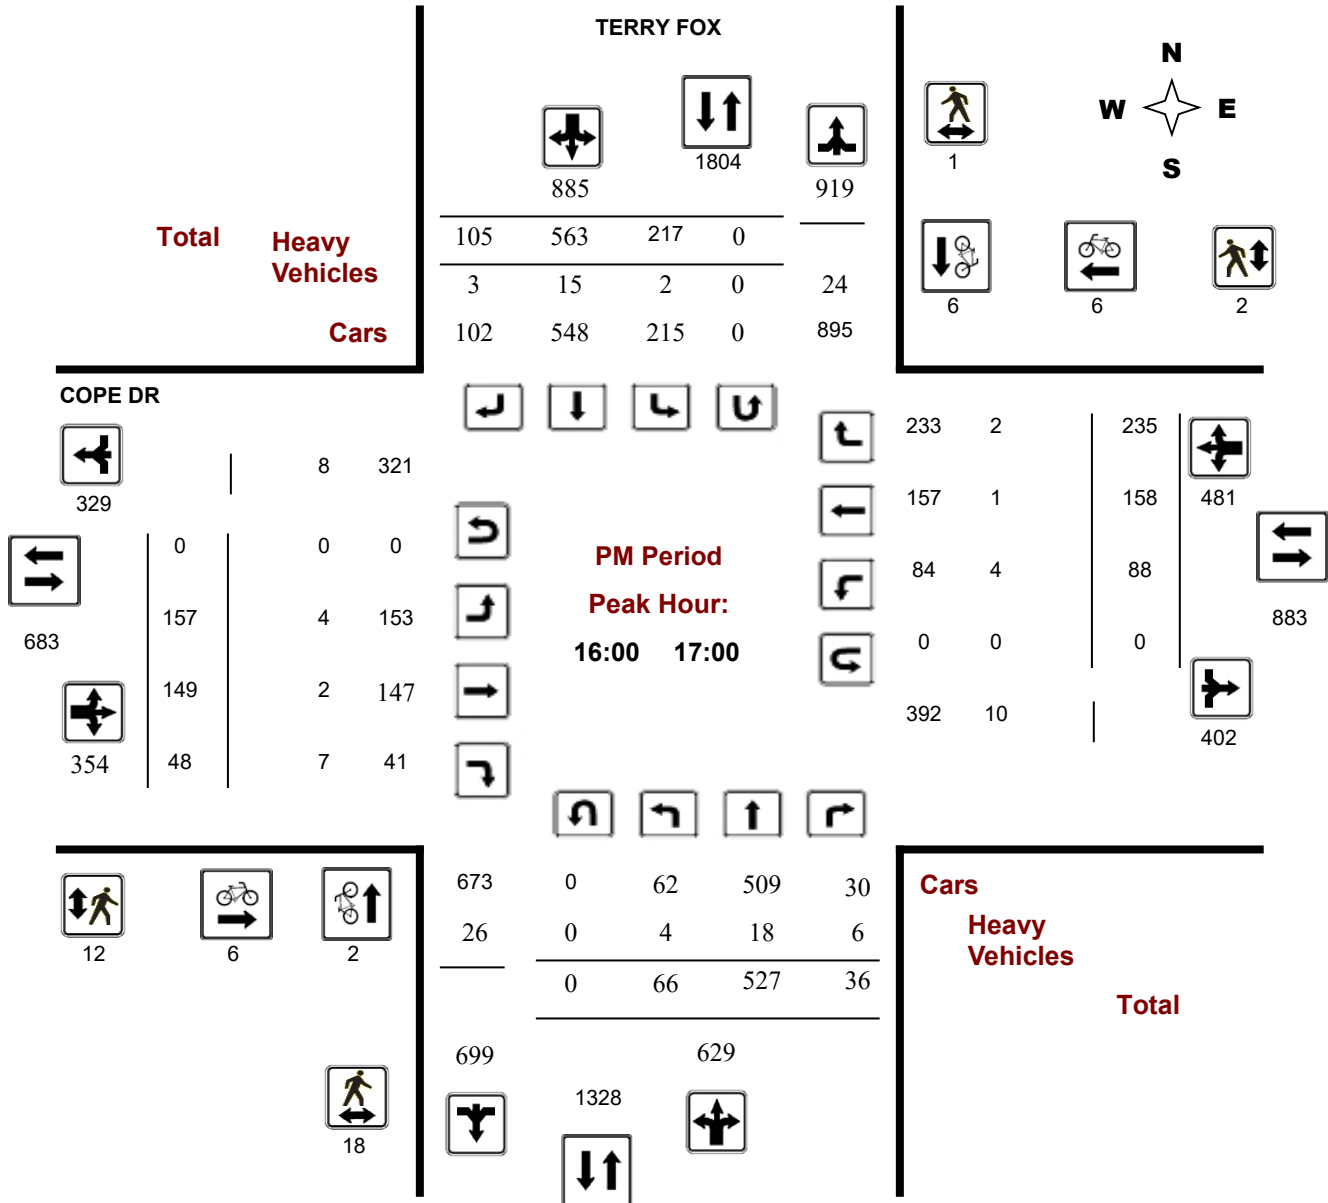 TERRY FOX
N
W E
S
1804
1
885 919
Total Heavy Vehicles
105 563 217 0
3 15 2 0 24
6 6 2
Cars 102 548 215 0 895
COPE DR
233 2 235
8 321
329
157 1 158 481
0 0 0
PM Period
84 4 88
157 4 153
Peak Hour:
883
683
16:00 17:00
0 0 0
149 2 147
392 10
402
354 48 7 41
673 0 62 509 30
Cars
26 0 4 18 6
Heavy Vehicles
12 6 2
0 66 527 36
Total
699 629
1328
18